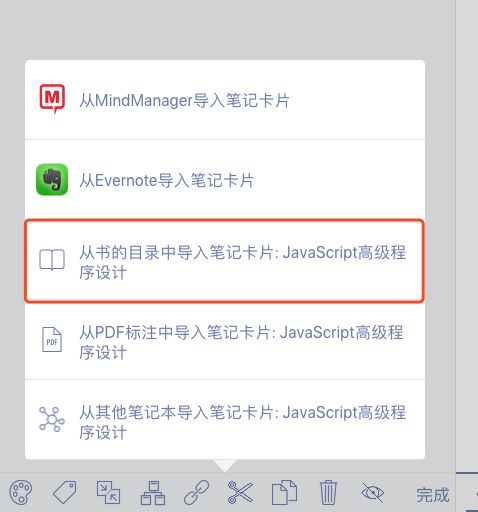 从MindManager导入笔记卡片
从Evernote导入笔记卡片
从书的目录中导入笔记卡片: JavaScript高级程
序设计
从PDF标注中导入笔记卡片: JavaScript高级程
序设计
从其他笔记本导入笔记卡片: JavaScript高级程
序设计
完成